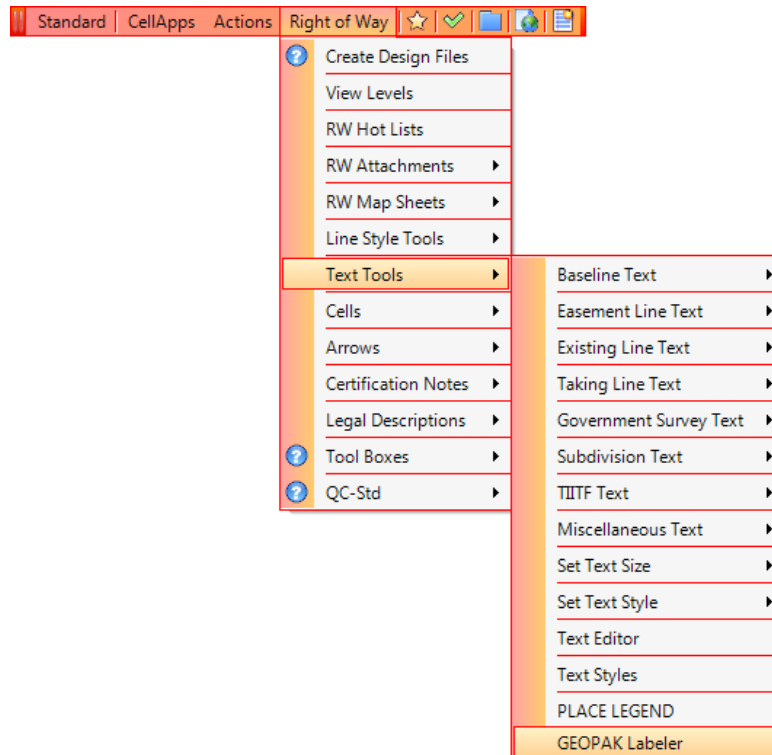 Standard CellApps Actions Right of Way
Create Design Files
View Levels
RW Hot Lists
RW Attachments
RW Map Sheets
Line Style Tools
Text Tools
Cells
Arrows
Certification Notes
Legal Descriptions
Tool Boxes
QC-Std
Baseline Text
Easement Line Text
Existing Line Text
Taking Line Text
Government Survey Text
Subdivision Text
TIITF Text
Miscellaneous Text
Set Text Size
Set Text Style
Text Editor
Text Styles
PLACE LEGEND
GEOPAK Labeler